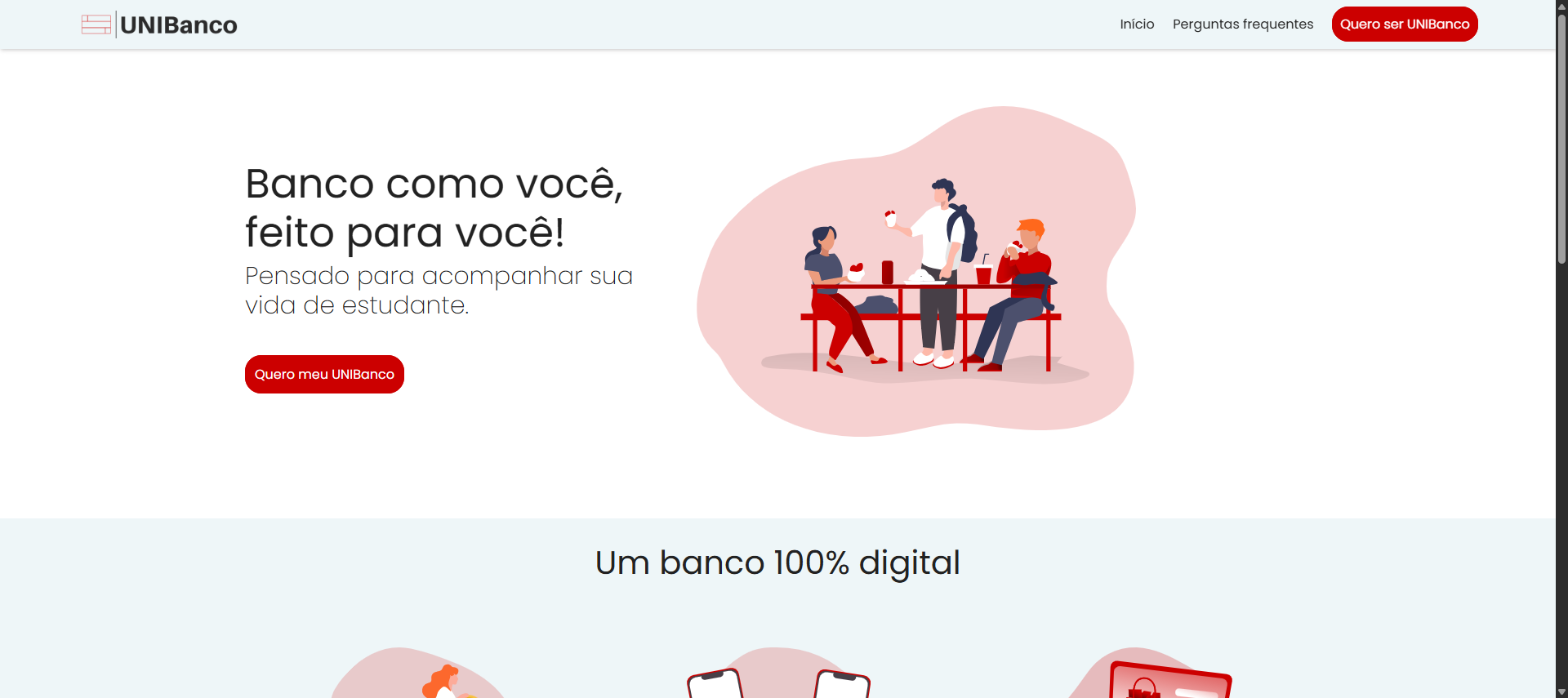 UNIBanco
Início
Perguntas frequentes
Quero ser UNIBanco
Banco como você,
feito para você!
Pensado para acompanhar sua
vida de estudante.
Quero meu UNIBanco
Um banco 100% digital